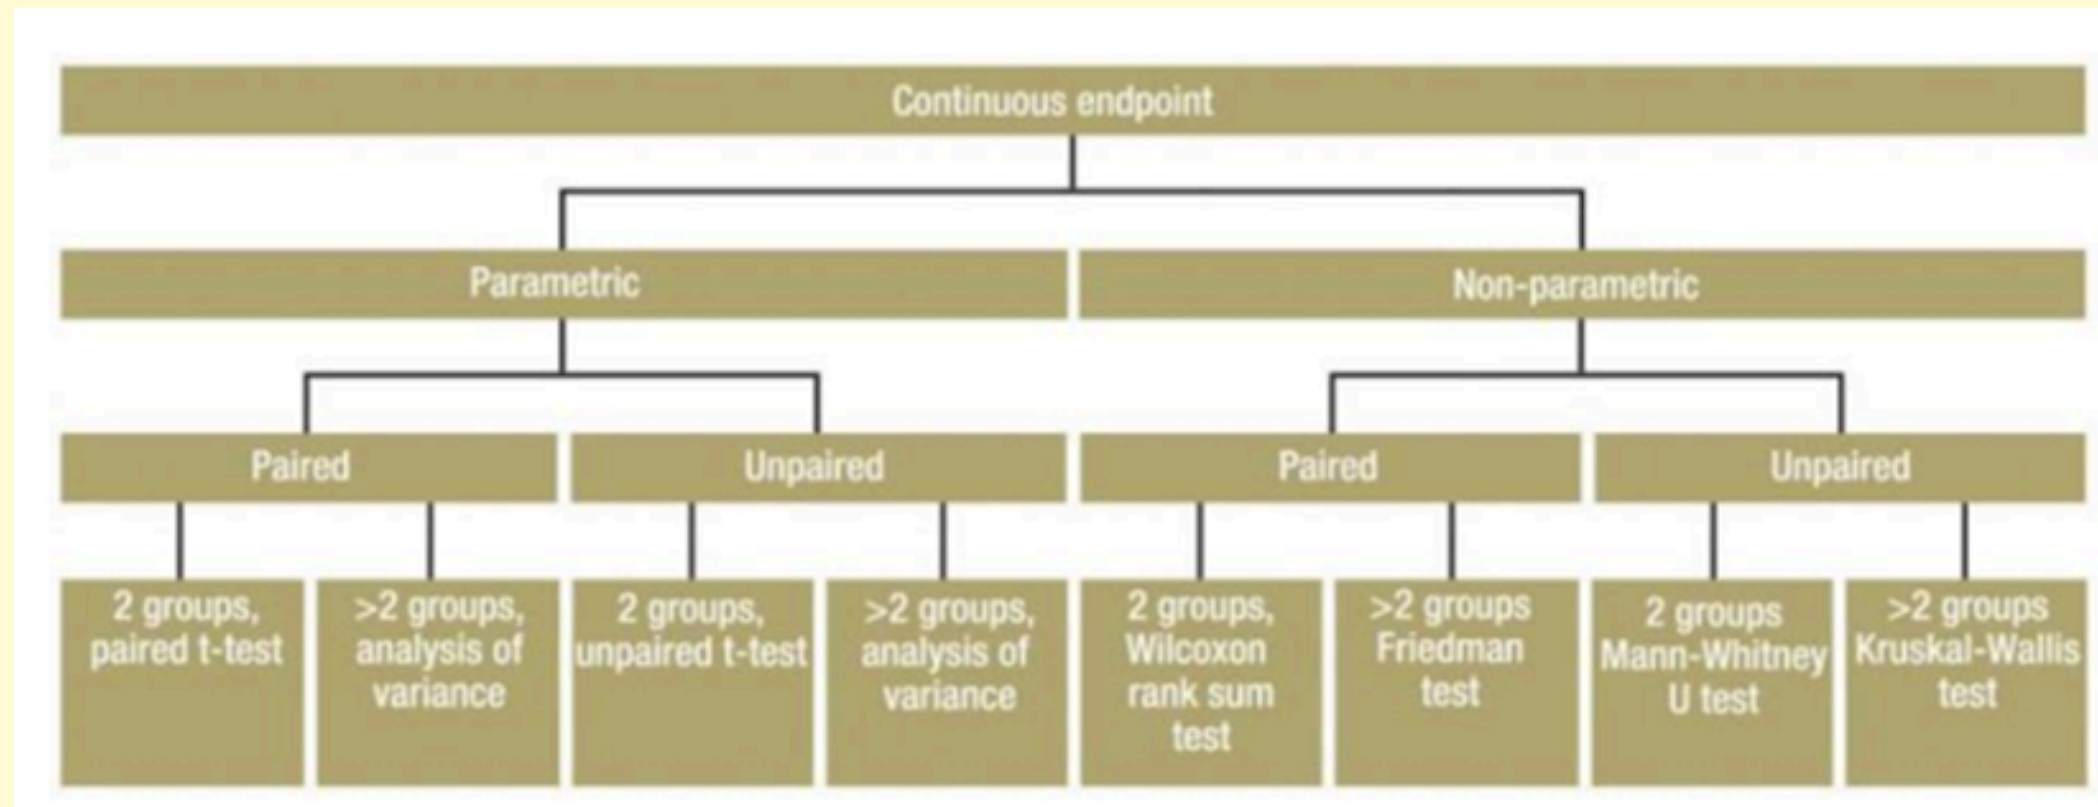 Continuous endpoint
Parametric
Non-parametric
Paired
Unpaired
Paired
Unpaired
2 groups,
paired t-test
>2 groups,
analysis of
variance
2 groups,
unpaired t-test
>2 groups,
analysis of
variance
2 groups,
Wilcoxon
rank sum
test
>2 groups
Friedman
test
2 groups
Mann-Whitney
U test
>2 groups
Kruskal-Wallis
test